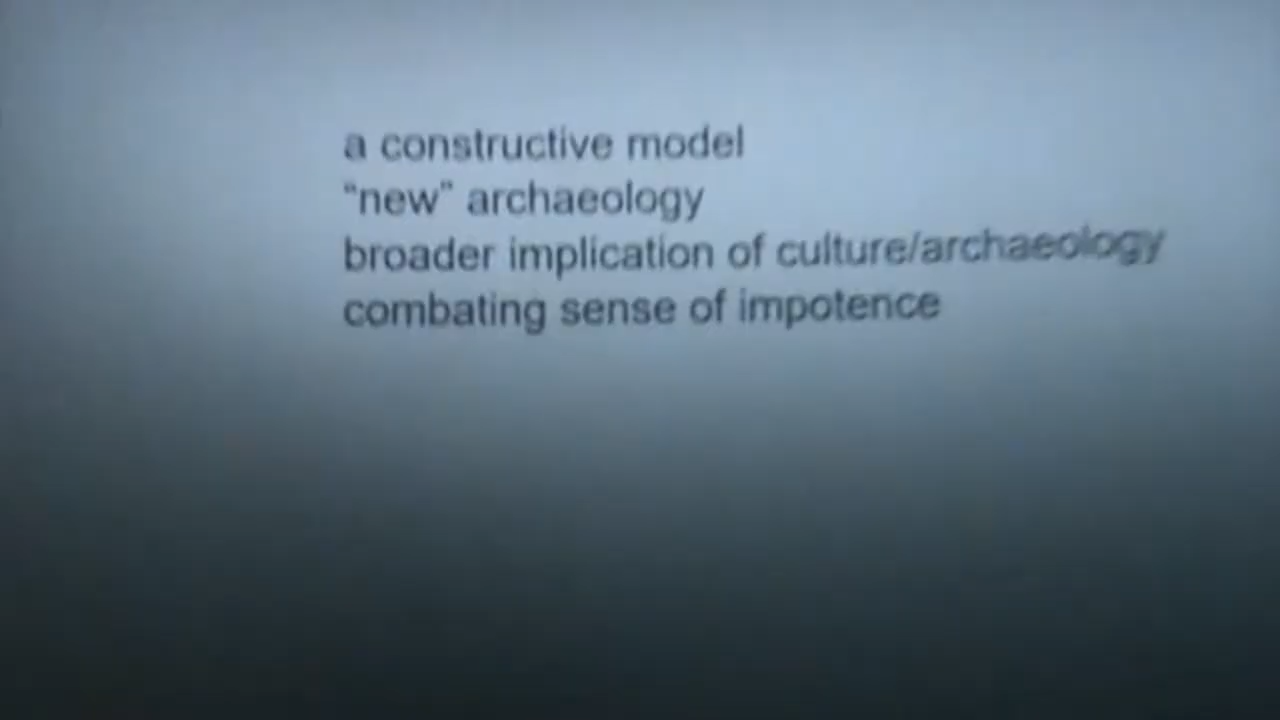 a constructive model
“new” archaeology
broader implication of culture/archaeology
combating sense of impotence